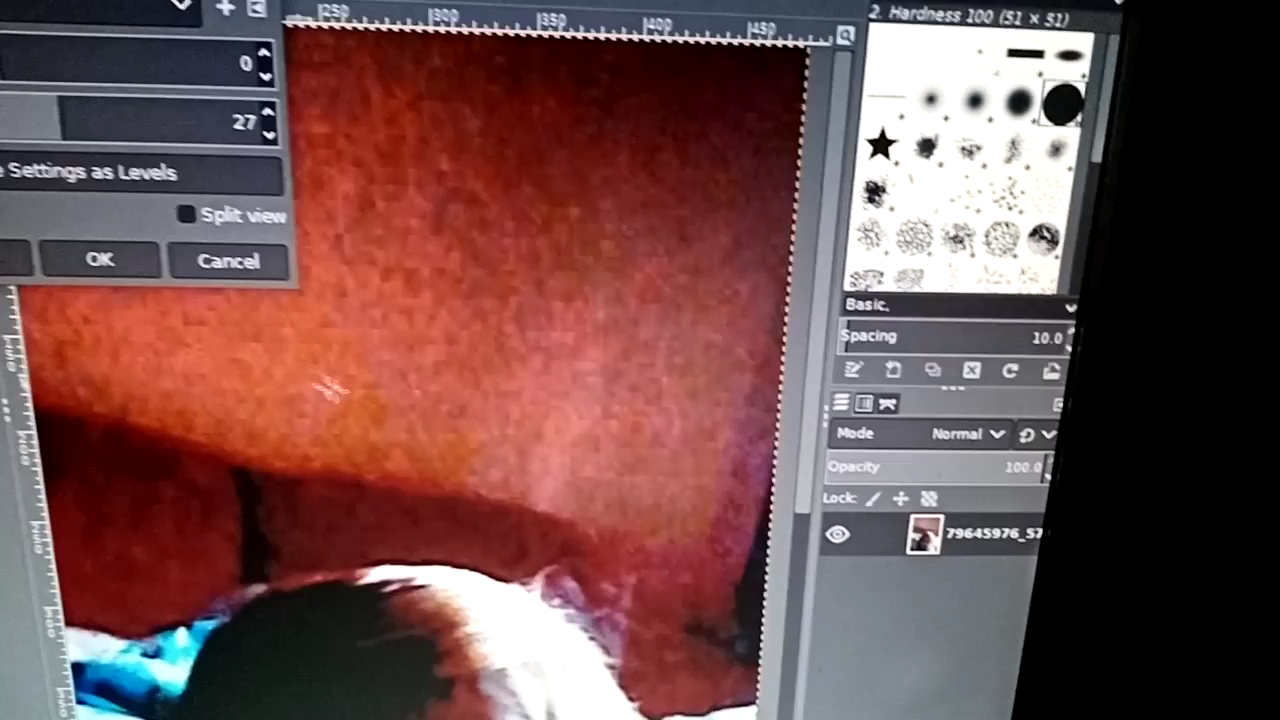 2. Hardness 100 (51 × 51)
250 300 350 400 450
0
27
Settings as Levels
Split view
OK
Cancel
Basic,
Spacing 10.0
Mode Normal
Opacity 100.0
Lock:
79645976_57